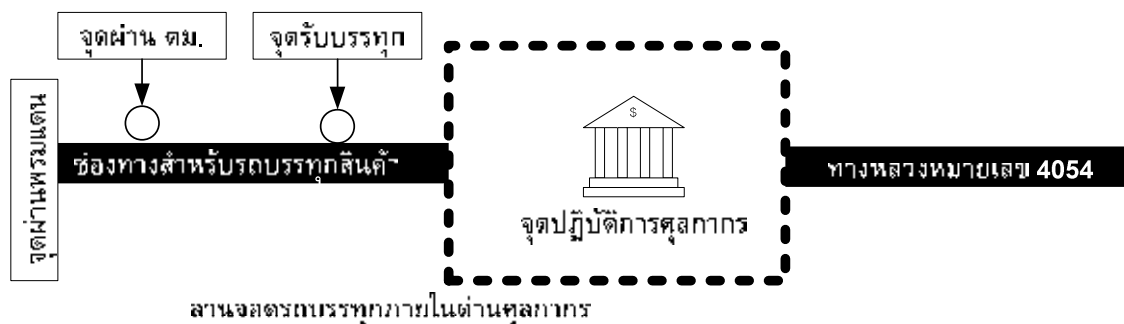 จุดผ่าน ตม.
จุดรับบรรทุก
จุดผ่านพรมแดน
ช่องทางสำหรับรถบรรทุกสินค้า
$
ทางหลวงหมายเลข 4054
จุดปฏิบัติการศุลกากร
ลานจอดรถบรรทุกภายในด่านศุลกากร